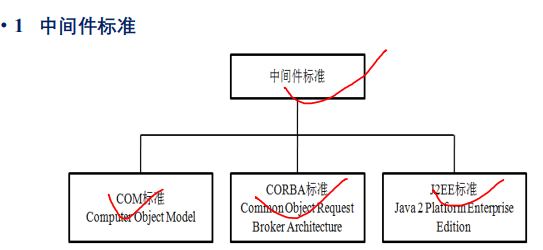 • 1 中间件标准
中间件标准
COM标准
Computer Object Model
CORBA标准
Common Object Request
Broker Architecture
J2EE标准
Java 2 Platform Enterprise
Edition